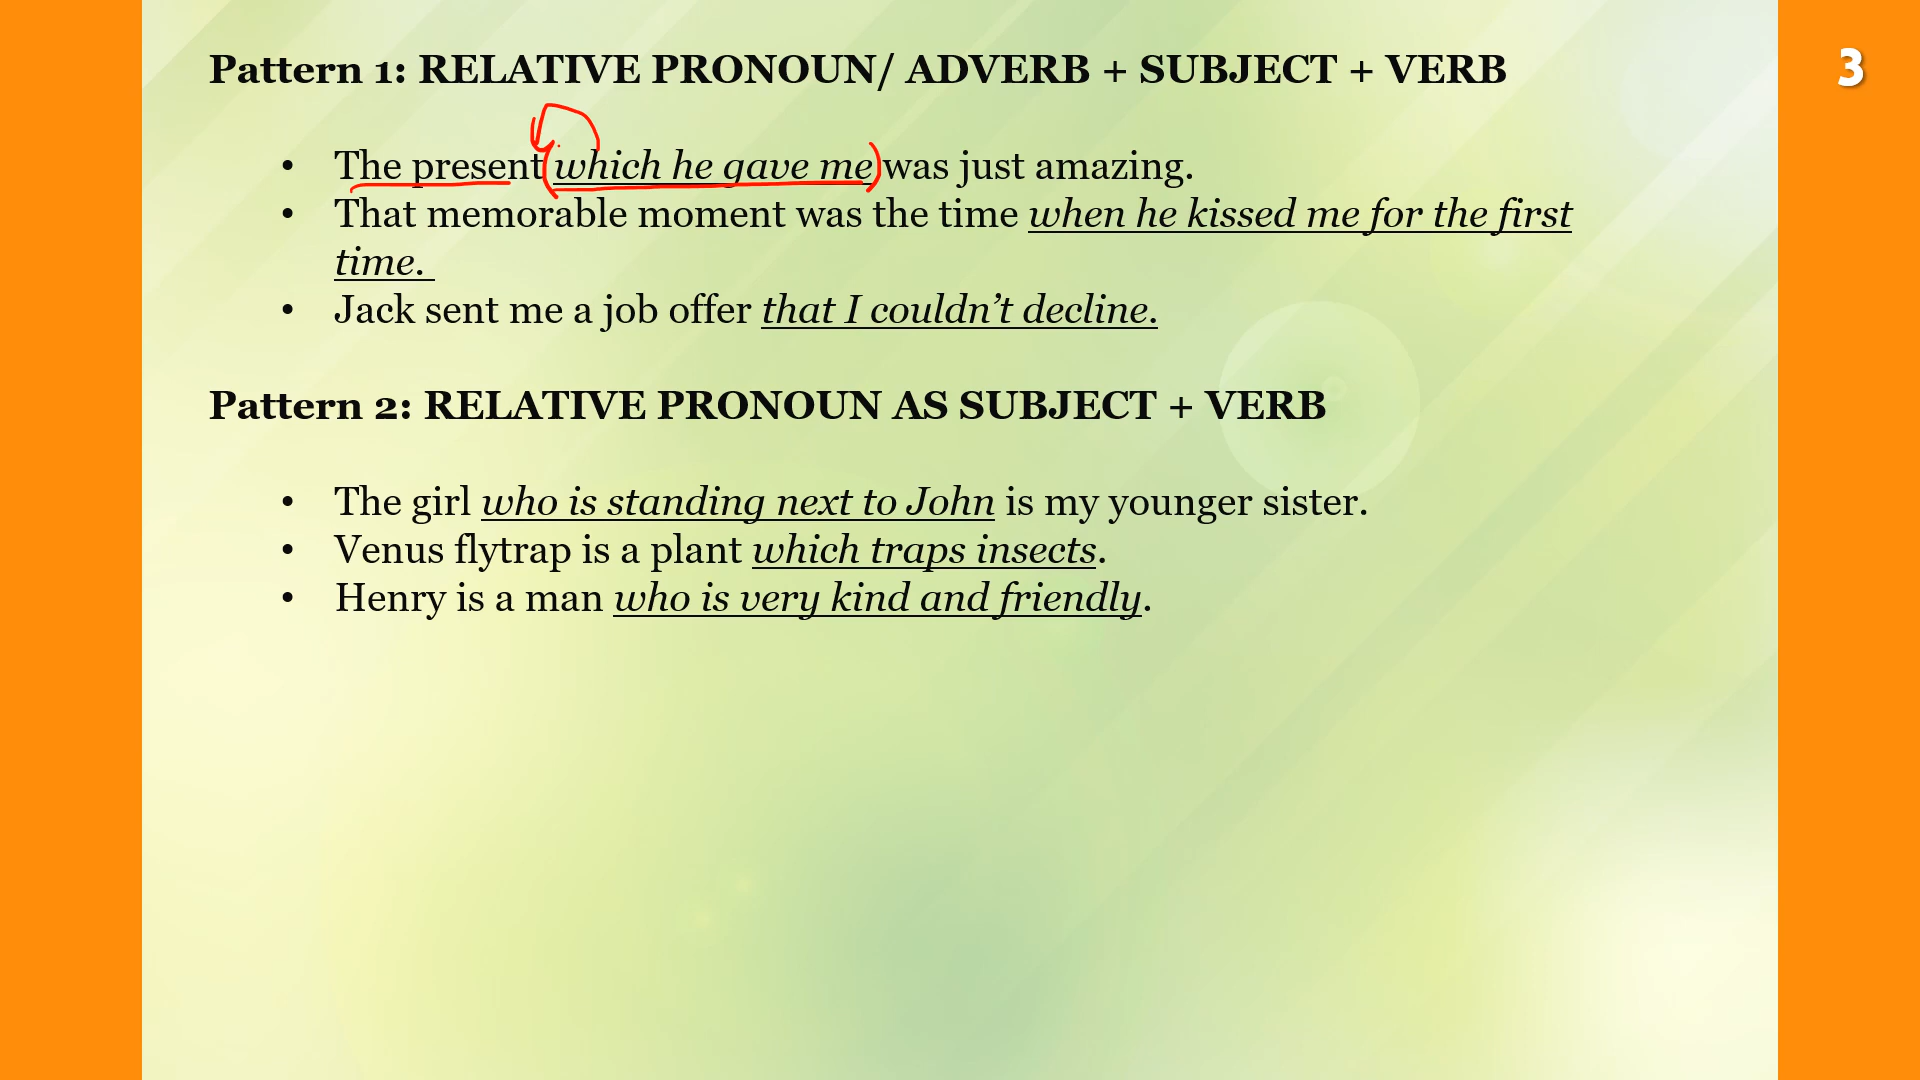 Pattern 1: RELATIVE PRONOUN/ ADVERB + SUBJECT + VERB
3
• The present which he gave me was just amazing.
• That memorable moment was the time when he kissed me for the first
time.
• Jack sent me a job offer that I couldn’t decline.
Pattern 2: RELATIVE PRONOUN AS SUBJECT + VERB
• The girl who is standing next to John is my younger sister.
• Venus flytrap is a plant which traps insects.
• Henry is a man who is very kind and friendly.